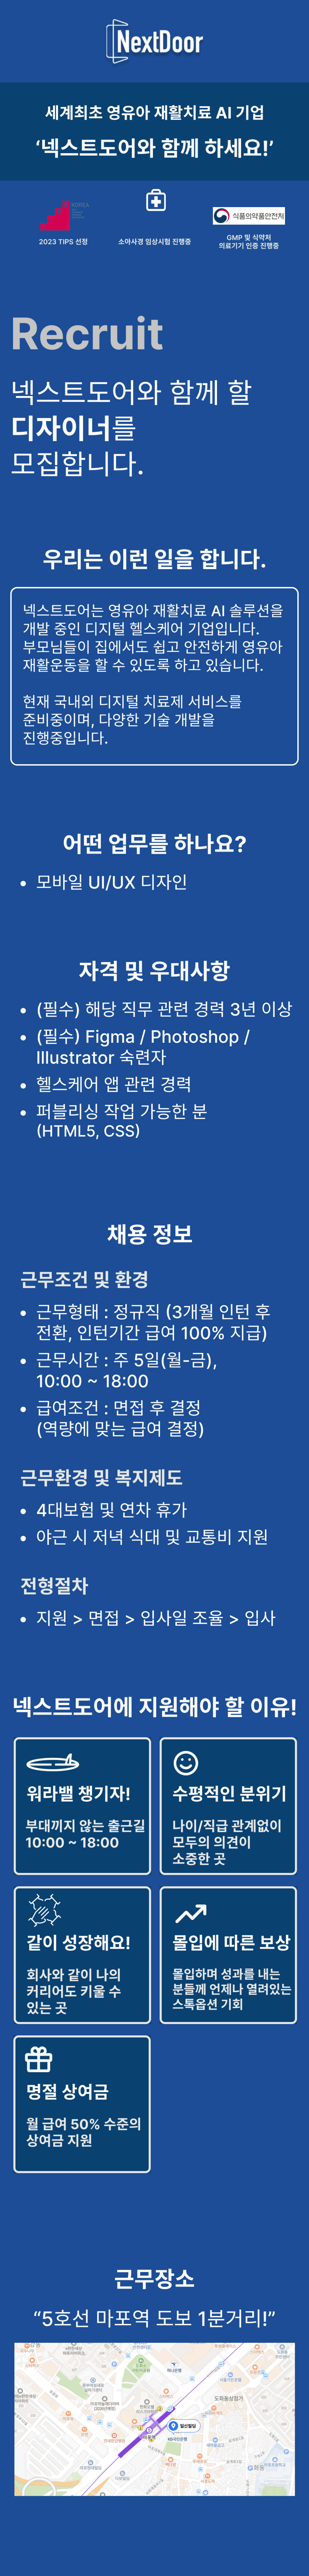 NextDoor
세계최초 영유아 재활치료 AI 기업
‘넥스트도어와 함께 하세요!’
KOREA
식품의약품안전처
2023 TIPS 선정
소아사경 임상시험 진행중
GMP 및 식약처
의료기기 인증 진행중
Recruit
넥스트도어와 함께 할
디자이너를
모집합니다.
우리는 이런 일을 합니다.
넥스트도어는 영유아 재활치료 AI 솔루션을
개발 중인 디지털 헬스케어 기업입니다.
부모님들이 집에서도 쉽고 안전하게 영유아
재활운동을 할 수 있도록 하고 있습니다.
현재 국내외 디지털 치료제 서비스를
준비중이며, 다양한 기술 개발을
진행중입니다.
어떤 업무를 하나요?
• 모바일 UI/UX 디자인
자격 및 우대사항
• (필수) 해당 직무 관련 경력 3년 이상
• (필수) Figma / Photoshop /
Illustrator 숙련자
• 헬스케어 앱 관련 경력
• 퍼블리싱 작업 가능한 분
(HTML5, CSS)
채용 정보
근무조건 및 환경
• 근무형태 : 정규직 (3개월 인턴 후
전환, 인턴기간 급여 100% 지급)
• 근무시간 : 주 5일(월-금),
10:00 ~ 18:00
• 급여조건 : 면접 후 결정
(역량에 맞는 급여 결정)
근무환경 및 복지제도
• 4대보험 및 연차 휴가
• 야근 시 저녁 식대 및 교통비 지원
전형절차
• 지원 > 면접 > 입사일 조율 > 입사
넥스트도어에 지원해야 할 이유!
워라밸 챙기자!
부대끼지 않는 출근길
10:00 ~ 18:00
수평적인 분위기
나이/직급 관계없이
모두의 의견이
소중한 곳
같이 성장해요!
회사와 같이 나의
커리어도 키울 수
있는 곳
몰입에 따른 보상
몰입하며 성과를 내는
분들께 언제나 열려있는
스톡옵션 기회
명절 상여금
월 급여 50% 수준의
상여금 지원
근무장소
“5호선 마포역 도보 1분거리!”
도화동상점가
일신빌딩